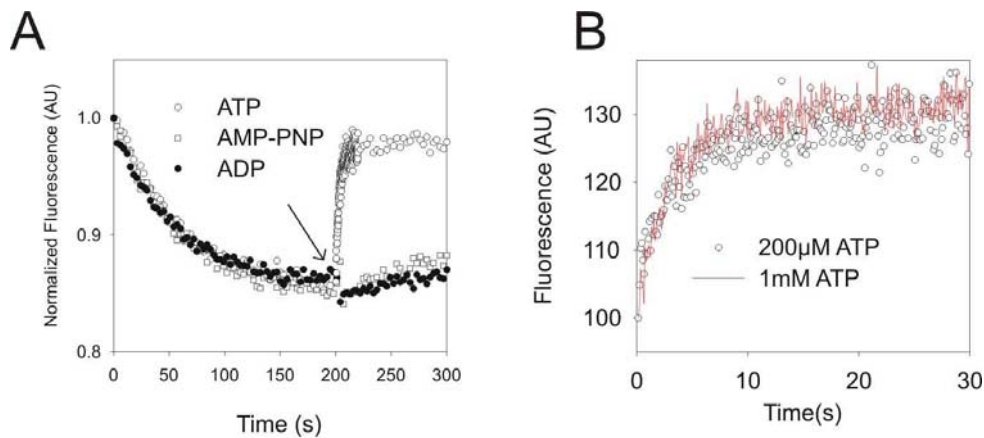 A
Normalized Fluorescence (AU)
1.0
0.9
0.8
ATP
AMP-PNP
ADP
0
50
100
150
200
250
300
Time (s)
B
Fluorescence (AU)
130
120
110
100
200μM ATP
1mM ATP
0
10
20
30
Time(s)